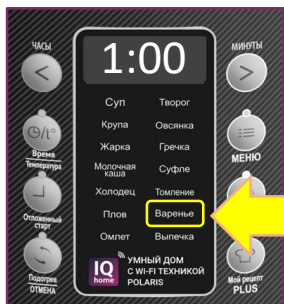 ЧАСЫ
МИНУТЫ
1:00
Суп Творог
Крупа Овсянка
Жарка Гречка
Молочная каша Суфле
Холодец Томление
Плов Варенье
Омлет Выпечка
Время
Температура
МЕНЮ
Отложенный
старт
Подогрев
ОТМЕНА
Мой рецепт
PLUS
IQ
home
УМНЫЙ ДОМ
С WI-FI ТЕХНИКОЙ
POLARIS
t°